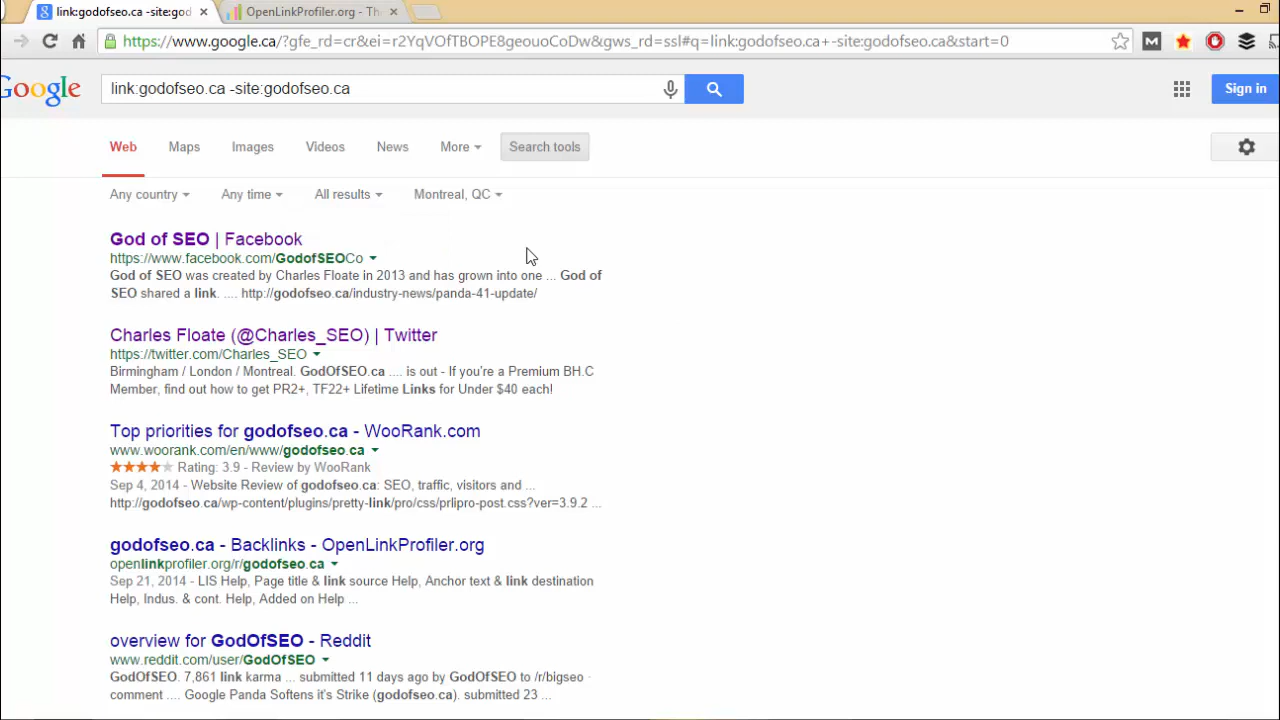 link:godofseo.ca -site:god
OpenLinkProfiler.org - The
https://www.google.ca/?gfe_rd=cr&ei=r2YqVOfTBOPE8geouoCoDw&gws_rd=ssl#q=link:godofseo.ca+-site:godofseo.ca&start=0
Google
link:godofseo.ca -site:godofseo.ca
Sign in
Web Maps Images Videos News More Search tools
Any country Any time All results Montreal, QC
God of SEO | Facebook
https://www.facebook.com/GodofSEOCo
God of SEO was created by Charles Floate in 2013 and has grown into one ... God of
SEO shared a link. .... http://godofseo.ca/industry-news/panda-41-update/
Charles Floate (@Charles_SEO) | Twitter
https://twitter.com/Charles_SEO
Birmingham / London / Montreal. GodOfSEO.ca .... is out - If you're a Premium BH.C
Member, find out how to get PR2+, TF22+ Lifetime Links for Under $40 each!
Top priorities for godofseo.ca - WooRank.com
www.woorank.com/en/www/godofseo.ca
Rating: 3.9 - Review by WooRank
Sep 4, 2014 - Website Review of godofseo.ca: SEO, traffic, visitors and ...
http://godofseo.ca/wp-content/plugins/pretty-link/pro/css/prlipro-post.css?ver=3.9.2 ...
godofseo.ca - Backlinks - OpenLinkProfiler.org
openlinkprofiler.org/r/godofseo.ca
Sep 21, 2014 - LIS Help, Page title & link source Help, Anchor text & link destination
Help, Indus. & cont. Help, Added on Help ...
overview for GodOfSEO - Reddit
www.reddit.com/user/GodOfSEO
GodOfSEO. 7,861 link karma ... submitted 11 days ago by GodOfSEO to /r/bigseo ·
comment .... Google Panda Softens it's Strike (godofseo.ca). submitted 23 ...